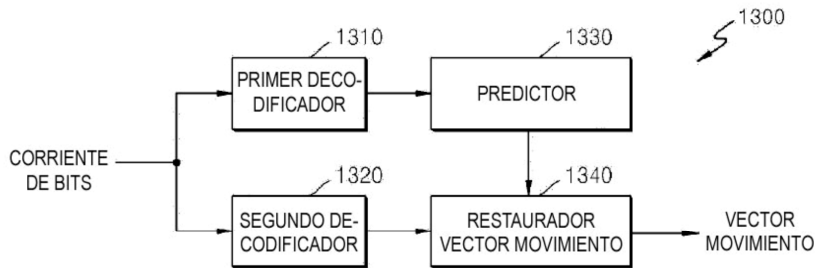 1300
1310
1330
PRIMER DECO-
DIFICADOR
PREDICTOR
CORRIENTE
DE BITS
1320
1340
SEGUNDO DE-
CODIFICADOR
RESTAURADOR
VECTOR MOVIMIENTO
VECTOR
MOVIMIENTO